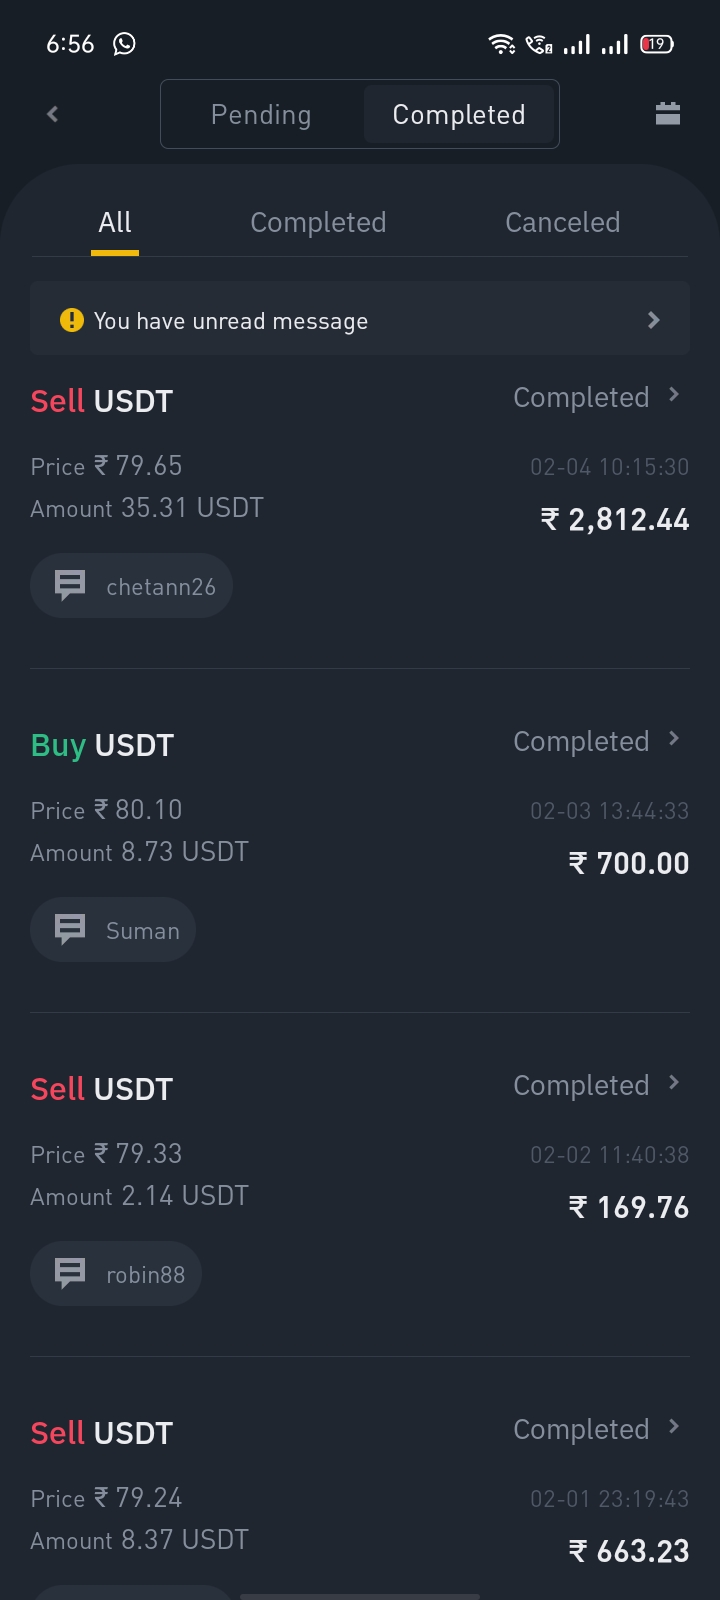 6:56 19
Pending Completed
All Completed Canceled
You have unread message
Sell USDT Completed
Price ₹ 79.65 02-04 10:15:30
Amount 35.31 USDT ₹ 2,812.44
chetann26
Buy USDT Completed
Price ₹ 80.10 02-03 13:44:33
Amount 8.73 USDT ₹ 700.00
Suman
Sell USDT Completed
Price ₹ 79.33 02-02 11:40:38
Amount 2.14 USDT ₹ 169.76
robin88
Sell USDT Completed
Price ₹ 79.24 02-01 23:19:43
Amount 8.37 USDT ₹ 663.23